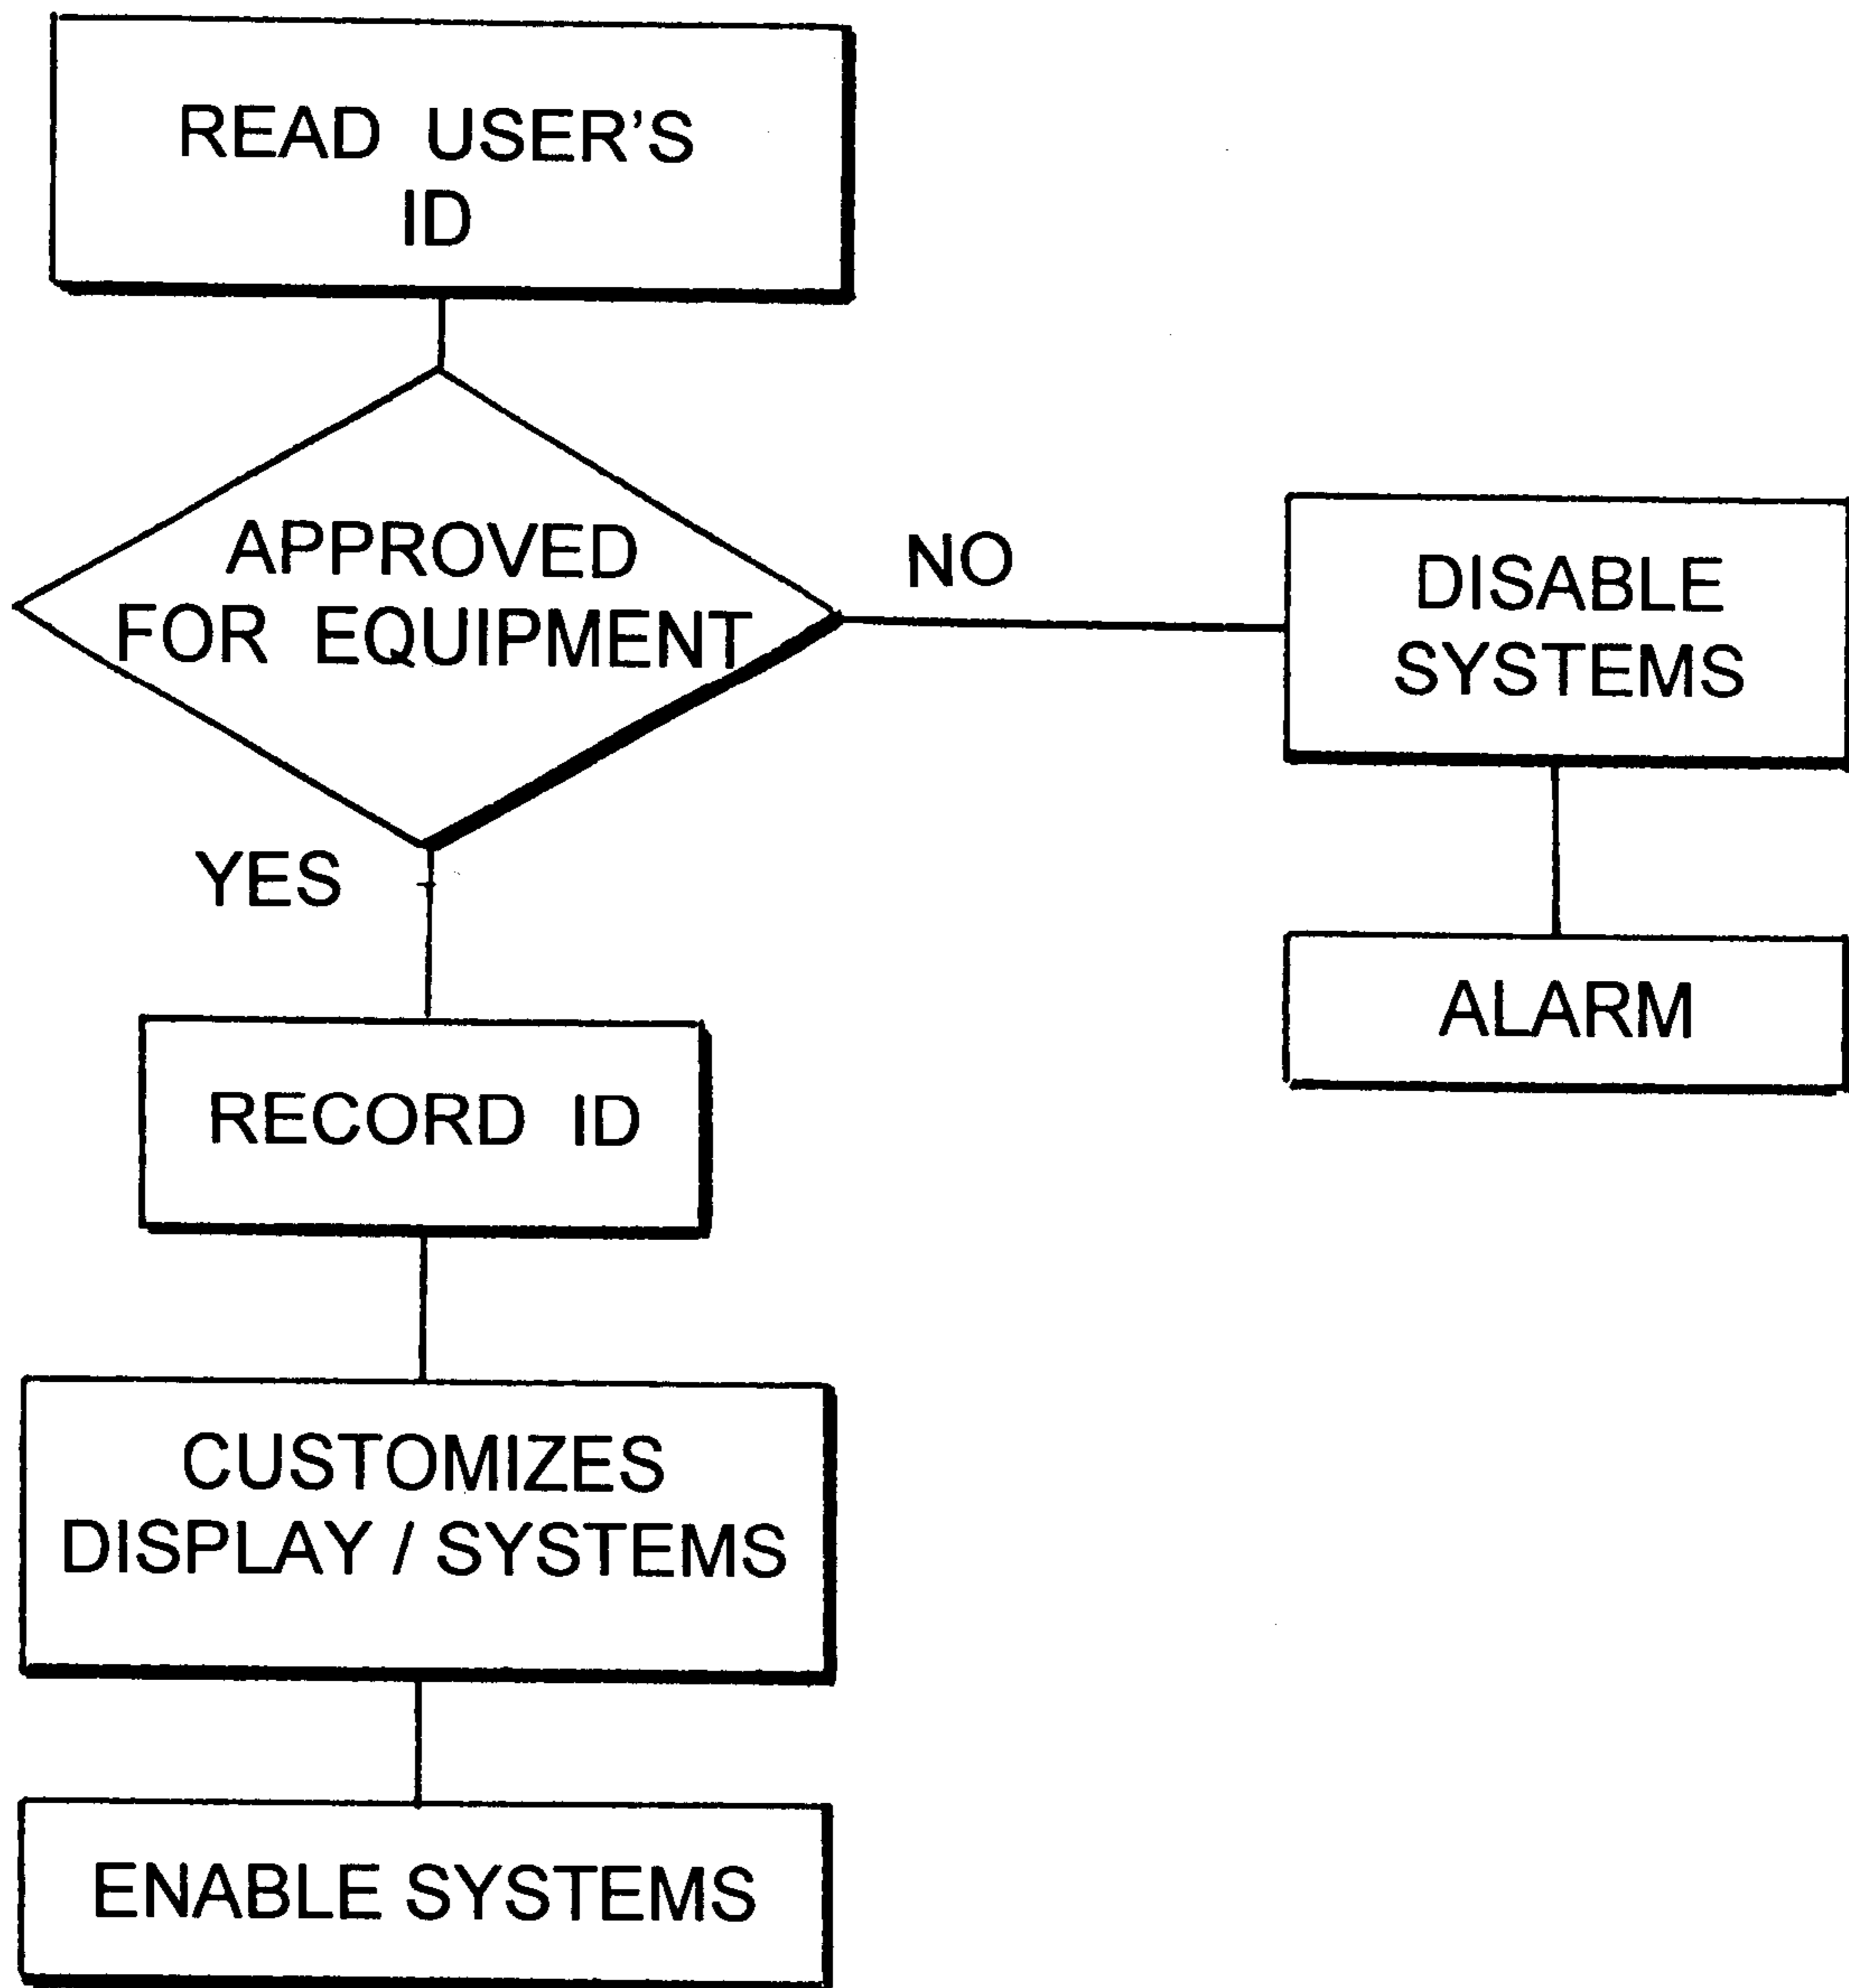 READ USER'S
ID
APPROVED
FOR EQUIPMENT
NO
DISABLE
SYSTEMS
YES
ALARM
RECORD ID
CUSTOMIZES
DISPLAY / SYSTEMS
ENABLE SYSTEMS